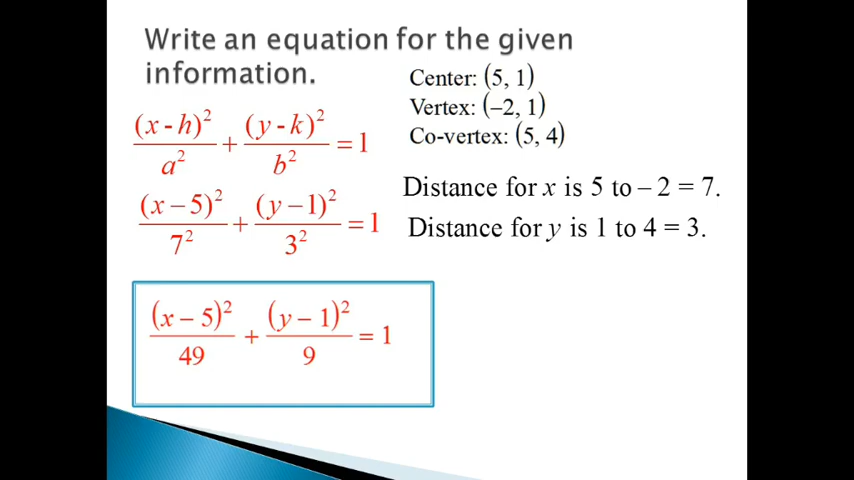 Write an equation for the given
information.
Center: (5, 1)
Vertex: (–2, 1)
Co-vertex: (5, 4)
(x - h)²/a² + (y - k)²/b² = 1
Distance for x is 5 to – 2 = 7.
(x – 5)²/7² + (y – 1)²/3² = 1
Distance for y is 1 to 4 = 3.
(x – 5)²/49 + (y – 1)²/9 = 1